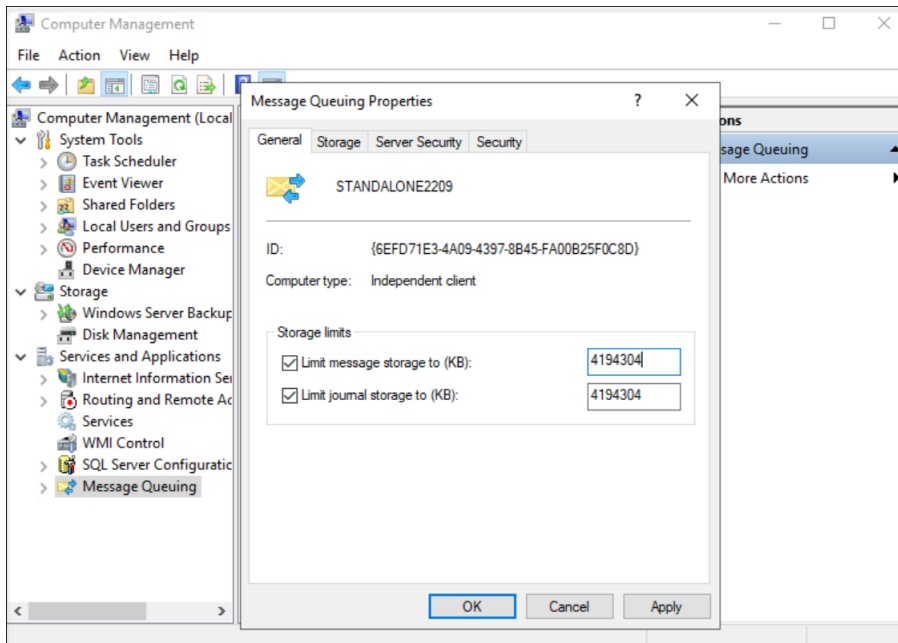 Computer Management
File Action View Help
Computer Management (Local
System Tools
Task Scheduler
Event Viewer
Shared Folders
Local Users and Groups
Performance
Device Manager
Storage
Windows Server Backup
Disk Management
Services and Applications
Internet Information Ser
Routing and Remote Ac
Services
WMI Control
SQL Server Configuratic
Message Queuing
Message Queuing Properties
? 
General Storage Server Security Security
STANDALONE2209
ID: {6EFD71E3-4A09-4397-8B45-FA00B25F0C8D}
Computer type: Independent client
Storage limits
Limit message storage to (KB): 4194304
Limit journal storage to (KB): 4194304
OK Cancel Apply
ons
sage Queuing
More Actions